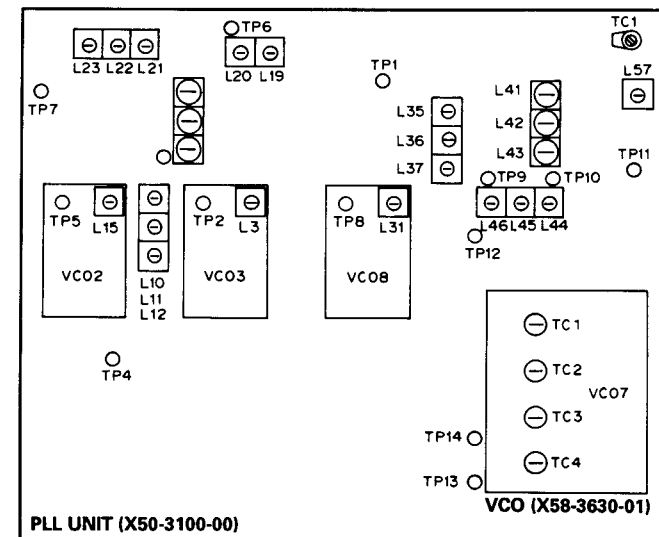 TC1
TP6
L23 L22 L21
L20 L19
TP1
L57
TP7
L41
L35
L42
L36
L43
L37
TP11
TP9
TP10
TP5
L15
TP2
L3
TP8
L31
L46 L45 L44
TP12
VCO2
VCO3
VCO8
L10
L11
L12
TC1
TP4
TC2
VCO7
TC3
TP14
TC4
TP13
VCO (X58-3630-01)
PLL UNIT (X50-3100-00)